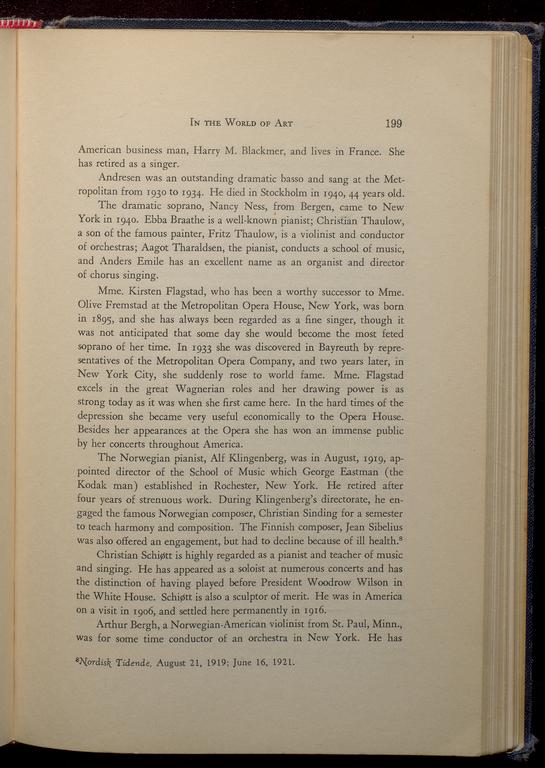 In the World of Art 199
American business man, Harry M. Blackmer, and lives in France. She
has retired as a singer.
Andresen was an outstanding dramatic basso and sang at the Met-
ropolitan from 1930 to 1934. He died in Stockholm in 1940, 44 years old.
The dramatic soprano, Nancy Ness, from Bergen, came to New
York in 1940. Ebba Braathe is a well-known pianist; Christian Thaulow,
a son of the famous painter, Fritz Thaulow, is a violinist and conductor
of orchestras; Aagot Tharaldsen, the pianist, conducts a school of music,
and Anders Emile has an excellent name as an organist and director
of chorus singing.
Mme. Kirsten Flagstad, who has been a worthy successor to Mme.
Olive Fremstad at the Metropolitan Opera House, New York, was born
in 1895, and she has always been regarded as a fine singer, though it
was not anticipated that some day she would become the most feted
soprano of her time. In 1933 she was discovered in Bayreuth by repre-
sentatives of the Metropolitan Opera Company, and two years later, in
New York City, she suddenly rose to world fame. Mme. Flagstad
excels in the great Wagnerian roles and her drawing power is as
strong today as it was when she first came here. In the hard times of the
depression she became very useful economically to the Opera House.
Besides her appearances at the Opera she has won an immense public
by her concerts throughout America.
The Norwegian pianist, Alf Klingenberg, was in August, 1919, ap-
pointed director of the School of Music which George Eastman (the
Kodak man) established in Rochester, New York. He retired after
four years of strenuous work. During Klingenberg's directorate, he en-
gaged the famous Norwegian composer, Christian Sinding for a semester
to teach harmony and composition. The Finnish composer, Jean Sibelius
was also offered an engagement, but had to decline because of ill health.⁸
Christian Schiøtt is highly regarded as a pianist and teacher of music
and singing. He has appeared as a soloist at numerous concerts and has
the distinction of having played before President Woodrow Wilson in
the White House. Schiøtt is also a sculptor of merit. He was in America
on a visit in 1906, and settled here permanently in 1916.
Arthur Bergh, a Norwegian-American violinist from St. Paul, Minn.,
was for some time conductor of an orchestra in New York. He has
⁸Nordisk Tidende, August 21, 1919; June 16, 1921.